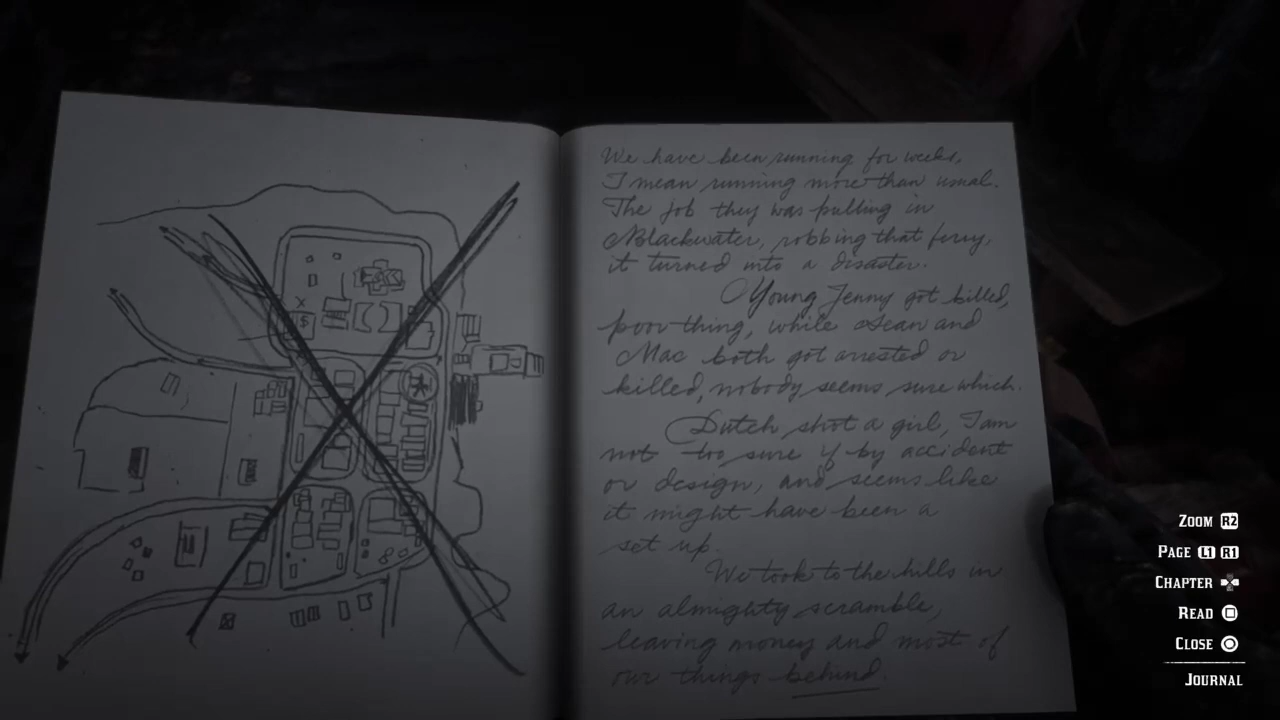 We have been running for weeks,
I mean running more than usual.
The job they was pulling in
Blackwater, robbing that ferry,
it turned into a disaster.
Young Jenny got killed,
poor thing, while Sean and
Mac both got arrested or
killed, nobody seems sure which.
Dutch shot a girl, I am
not too sure if by accident
or design, and seems like
it might have been a
set up.
We took to the hills in
an almighty scramble,
leaving money and most of
our things behind.
$
ZOOM R2
PAGE L1 R1
CHAPTER
READ
CLOSE
JOURNAL